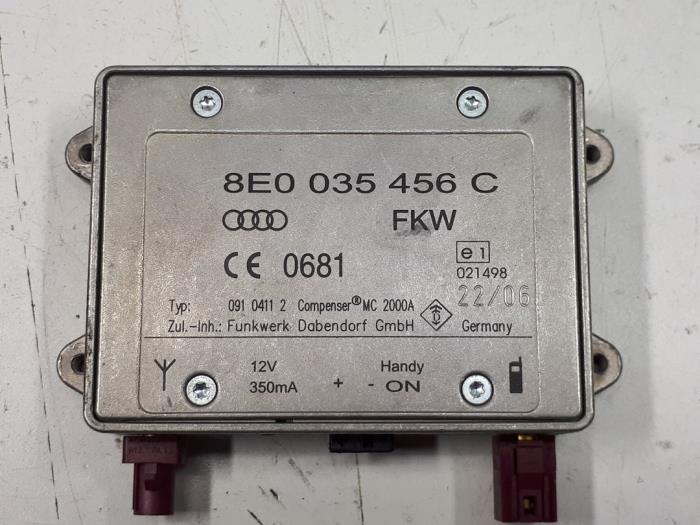 8E0 035 456 C
FKW
CE 0681
e1
021498
22/06
Typ: 091 0411 2 Compenser® MC 2000A
Zul.-Inh.: Funkwerk Dabendorf GmbH Germany
12V Handy
350mA + - ON